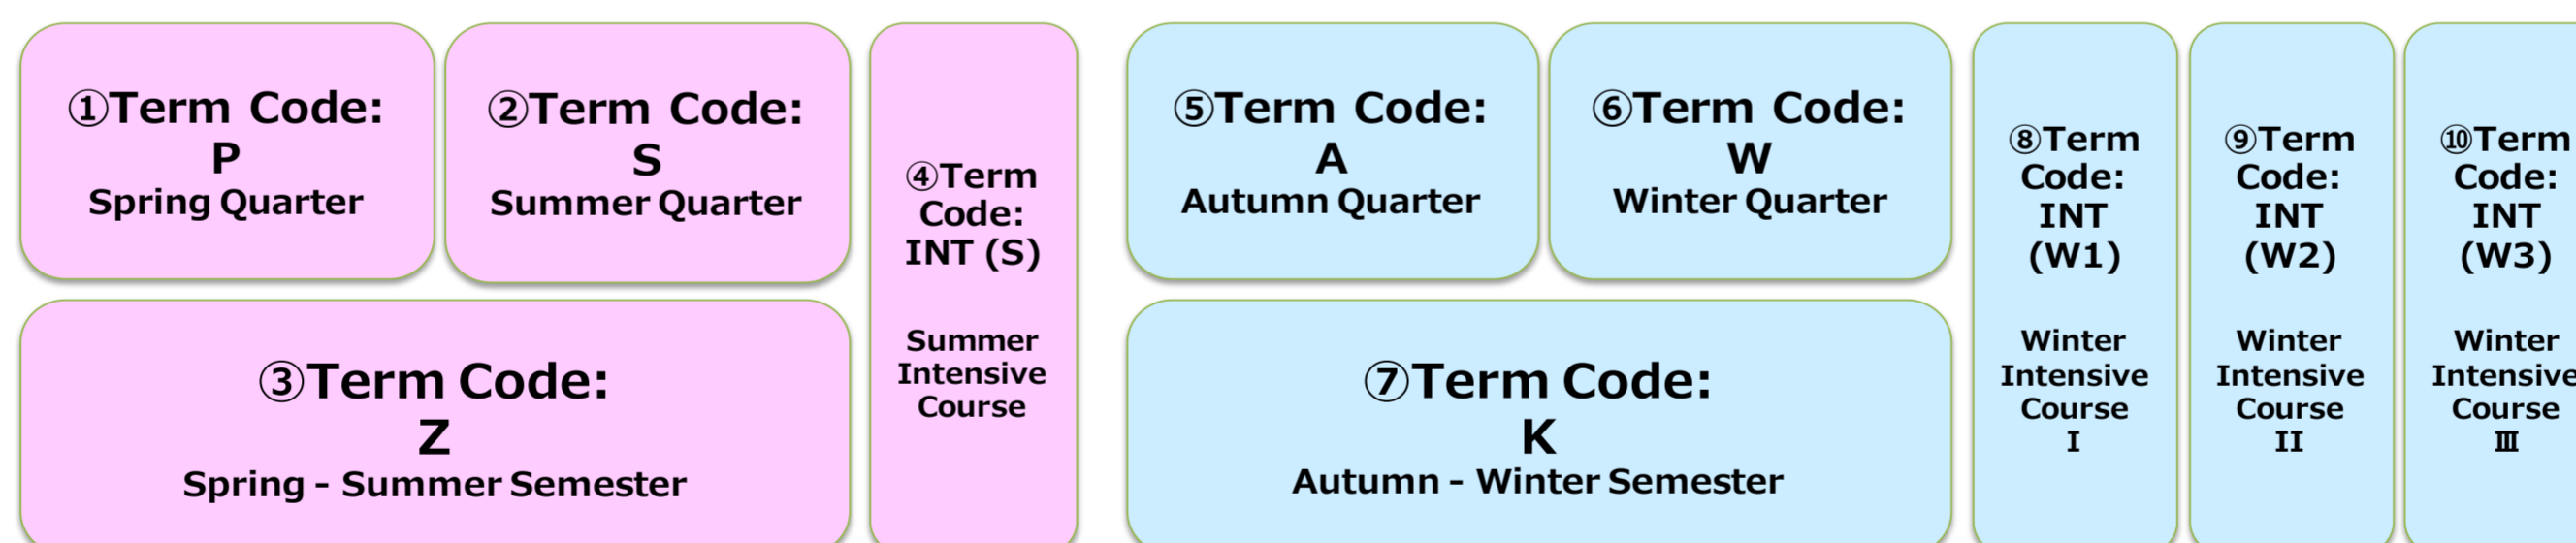 ①Term Code:
P
Spring Quarter
②Term Code:
S
Summer Quarter
③Term Code:
Z
Spring - Summer Semester
④Term
Code:
INT (S)
Summer
Intensive
Course
⑤Term Code:
A
Autumn Quarter
⑥Term Code:
W
Winter Quarter
⑦Term Code:
K
Autumn - Winter Semester
⑧Term
Code:
INT
(W1)
Winter
Intensive
Course
I
⑨Term
Code:
INT
(W2)
Winter
Intensive
Course
II
⑩Term
Code:
INT
(W3)
Winter
Intensive
Course
Ⅲ